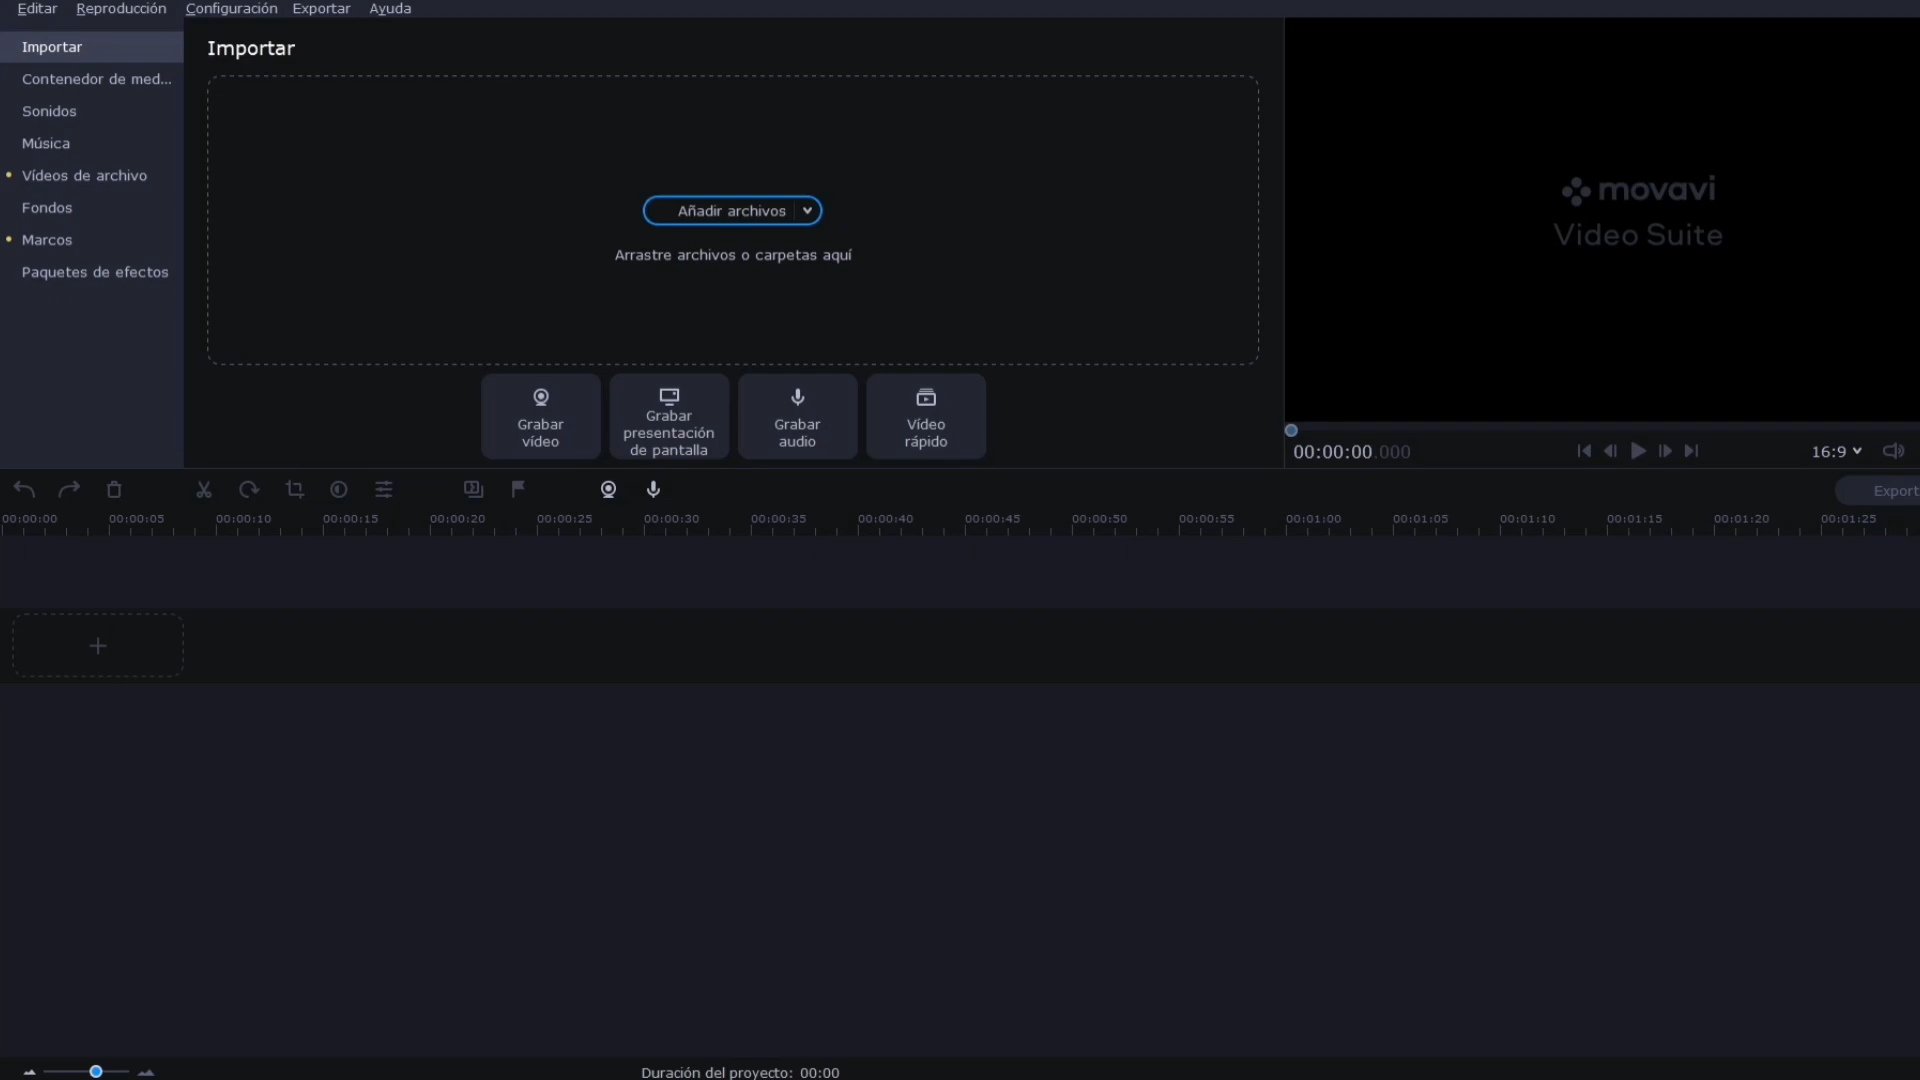 Editar Reproducción Configuración Exportar Ayuda
Importar
Contenedor de med...
Sonidos
Música
Vídeos de archivo
Fondos
Marcos
Paquetes de efectos
Importar
Añadir archivos
Arrastre archivos o carpetas aquí
Grabar
vídeo
Grabar
presentación
de pantalla
Grabar
audio
Vídeo
rápido
movavi
Video Suite
00:00:00.000
16:9
Export
00:00:00 00:00:05 00:00:10 00:00:15 00:00:20 00:00:25 00:00:30 00:00:35 00:00:40 00:00:45 00:00:50 00:00:55 00:01:00 00:01:05 00:01:10 00:01:15 00:01:20 00:01:25
Duración del proyecto: 00:00